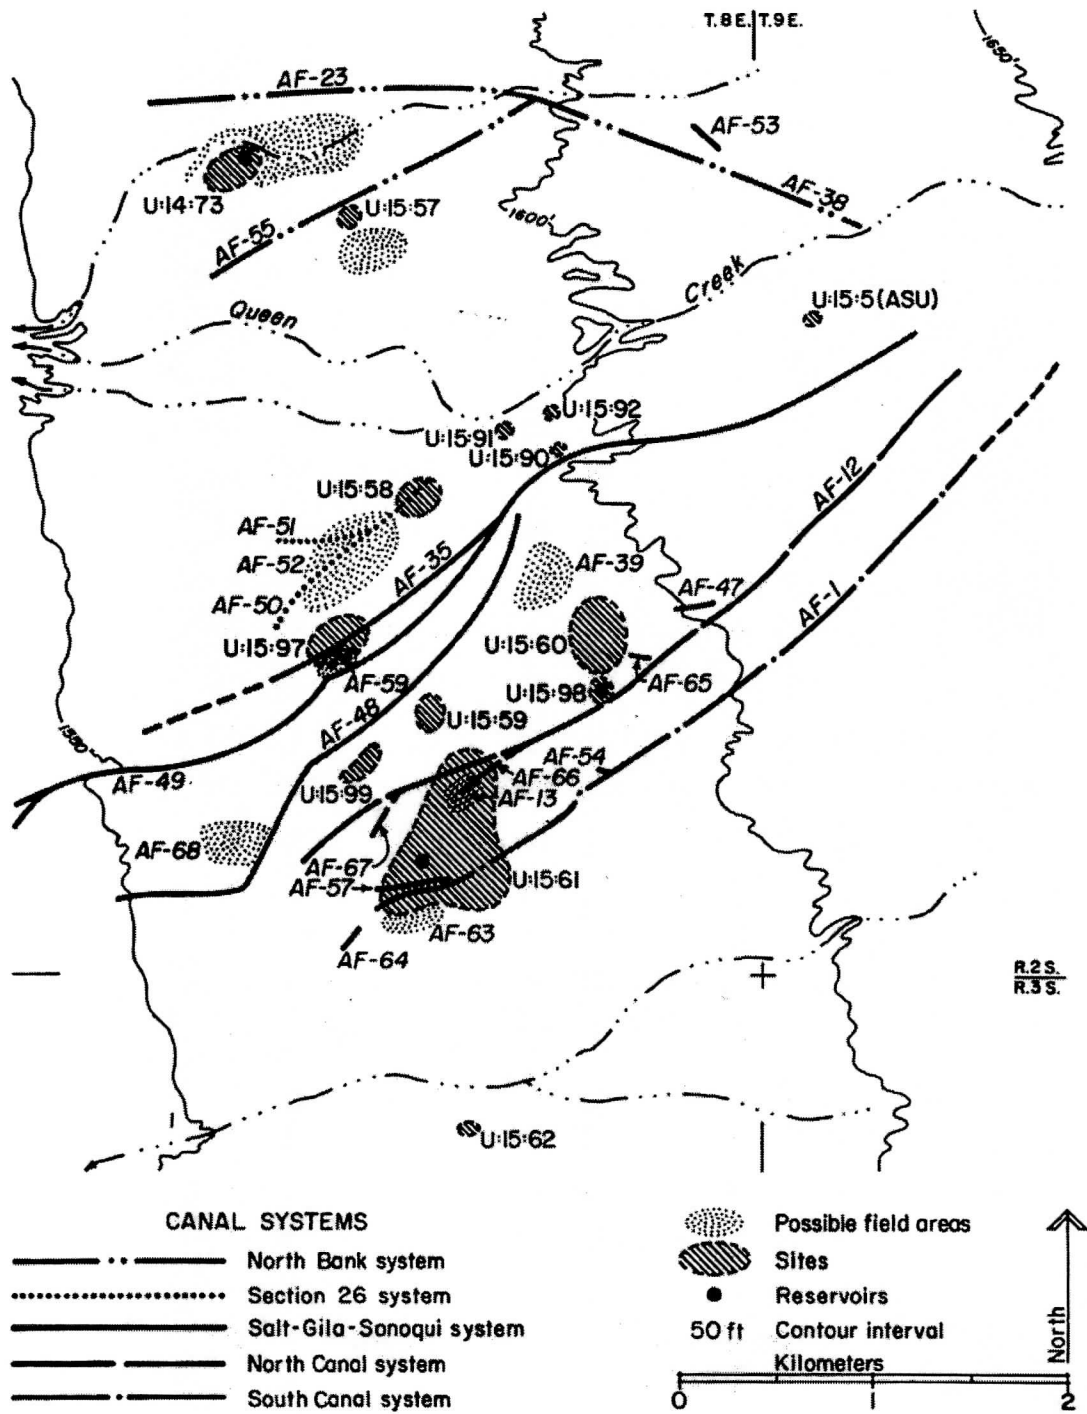 T.8E. T.9E.
1650'
AF-23
AF-53
U:14:73
U:15:57
AF-38
1600'
AF-55
Creek
U:15:5(ASU)
Queen
U:15:92
U:15:91
U:15:90
AF-12
U:15:58
AF-51
AF-35
AF-39
AF-52
AF-47
AF-1
AF-50
U:15:97
U:15:60
AF-59
AF-65
U:15:98
AF-48
U:15:59
1550
AF-54
AF-66
AF-49
U:15:99
AF-13
AF-68
AF-67
AF-57
U:15:61
AF-63
AF-64
R.2S.
R.3S.
U:15:62
CANAL SYSTEMS
North Bank system
Section 26 system
Salt-Gila-Sonoqui system
North Canal system
South Canal system
Possible field areas
Sites
Reservoirs
50 ft Contour interval
Kilometers
0 1 2
North